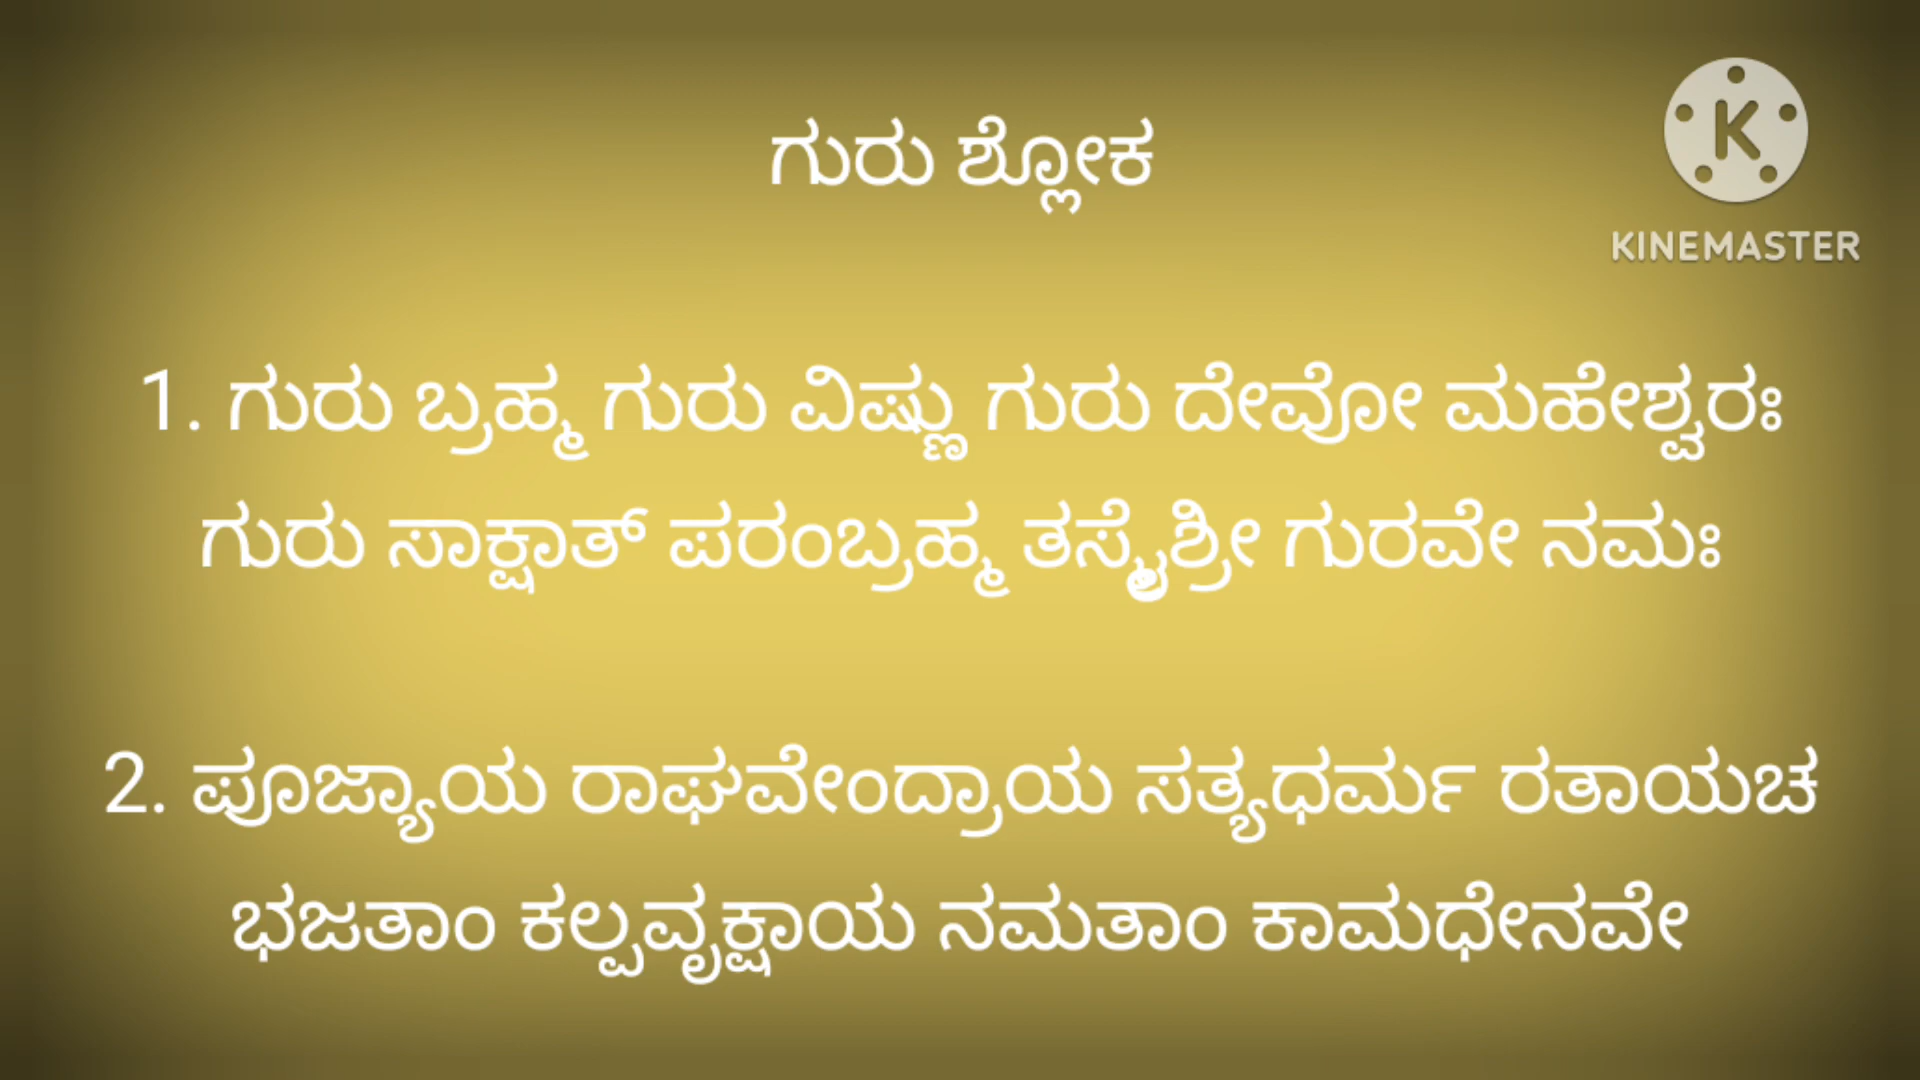 ಗುರು ಶ್ಲೋಕ
K
KINEMASTER
1. ಗುರು ಬ್ರಹ್ಮ ಗುರು ವಿಷ್ಣು ಗುರು ದೇವೋ ಮಹೇಶ್ವರಃ
ಗುರು ಸಾಕ್ಷಾತ್ ಪರಂಬ್ರಹ್ಮ ತಸ್ಮೈಶ್ರೀ ಗುರವೇ ನಮಃ
2. ಪೂಜ್ಯಾಯ ರಾಘವೇಂದ್ರಾಯ ಸತ್ಯಧರ್ಮ ರತಾಯಚ
ಭಜತಾಂ ಕಲ್ಪವೃಕ್ಷಾಯ ನಮತಾಂ ಕಾಮಧೇನವೇ